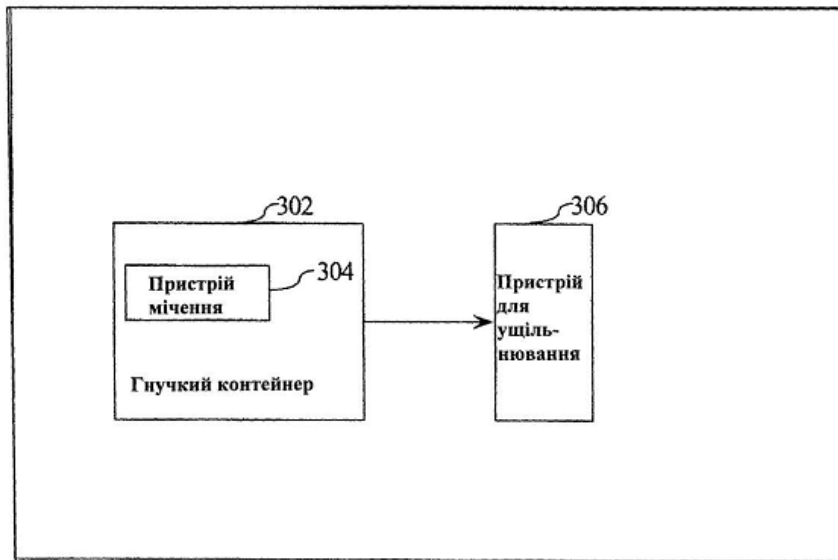 302
306
304
Пристрій
мічення
Гнучкий контейнер
Пристрій
для
ущіль-
нювання